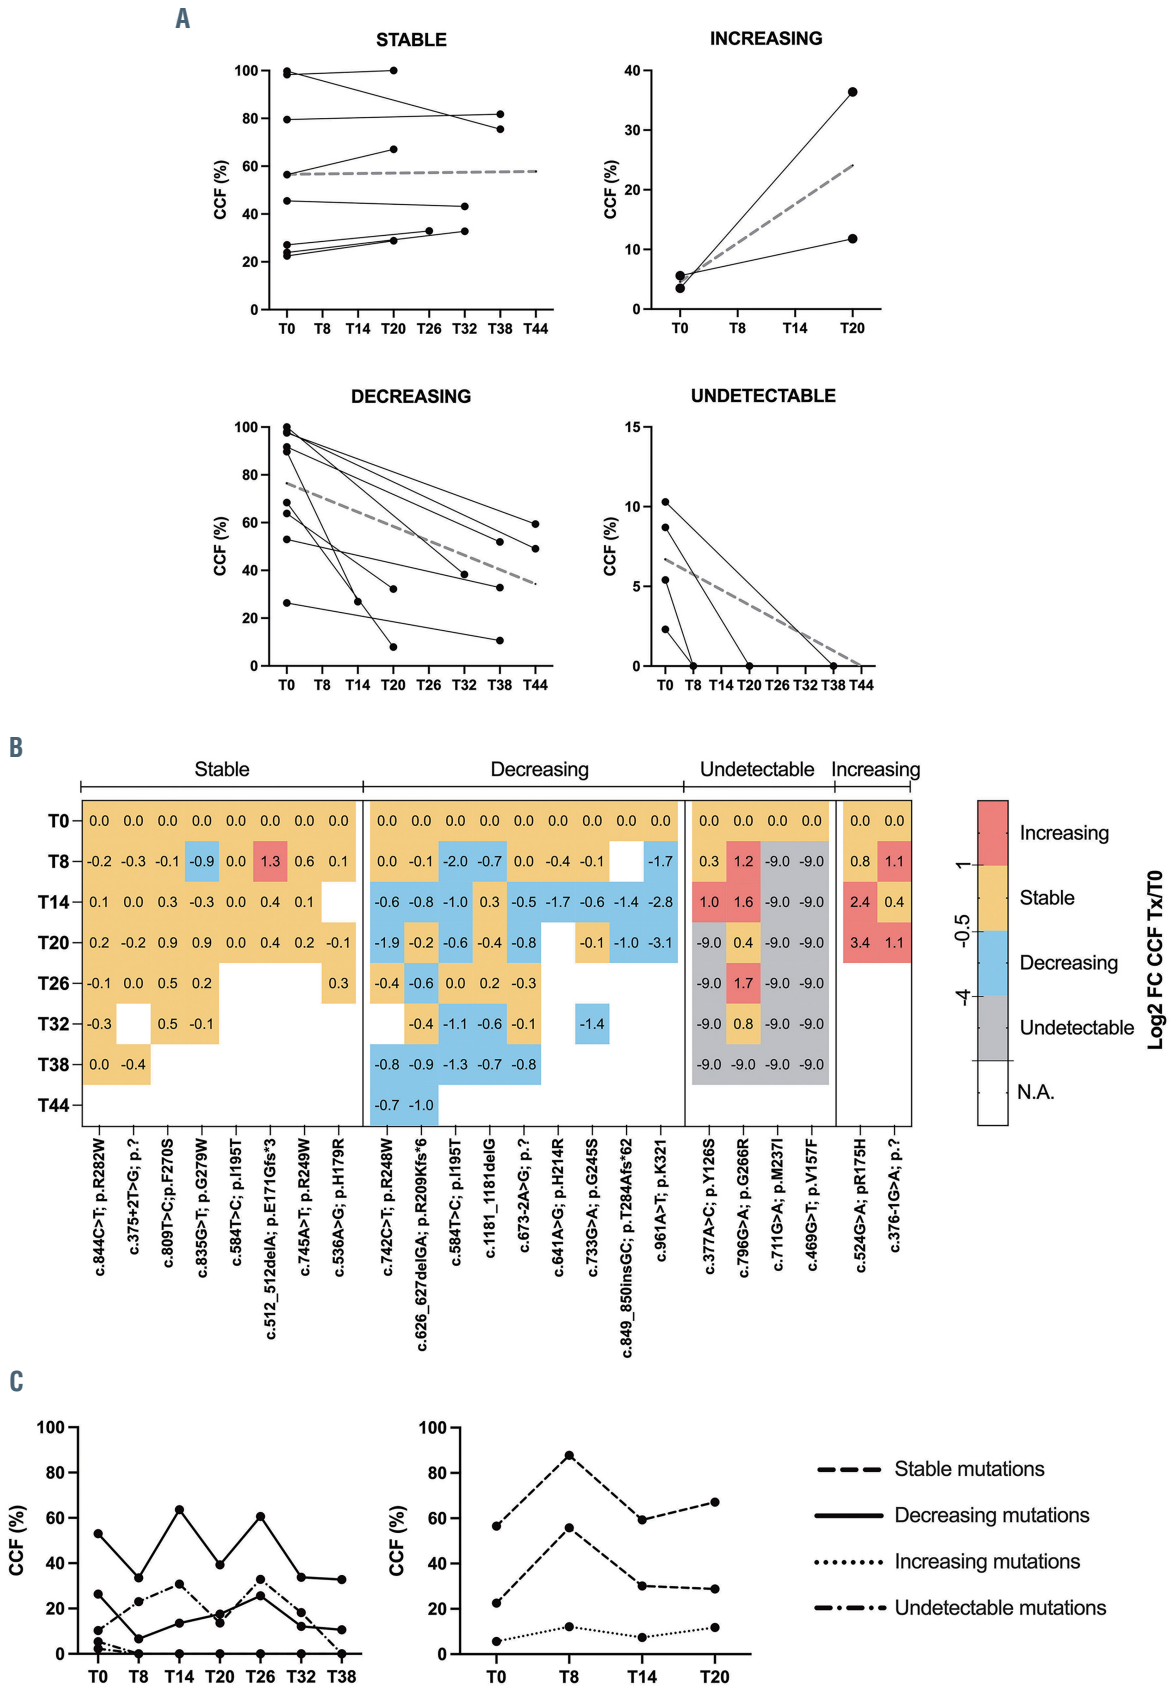 A
STABLE
CCF (%)
100
80
60
40
20
0
T0 T8 T14 T20 T26 T32 T38 T44
INCREASING
CCF (%)
40
30
20
10
0
T0 T8 T14 T20
DECREASING
CCF (%)
100
80
60
40
20
0
T0 T8 T14 T20 T26 T32 T38 T44
UNDETECTABLE
CCF (%)
15
10
5
0
T0 T8 T14 T20 T26 T32 T38 T44
B
Stable Decreasing Undetectable Increasing
T0 0.0 0.0 0.0 0.0 0.0 0.0 0.0 0.0 0.0 0.0 0.0 0.0 0.0 0.0 0.0 0.0 0.0 0.0 0.0 0.0 0.0 0.0 0.0
T8 -0.2 -0.3 -0.1 -0.9 0.0 1.3 0.6 0.1 0.0 -0.1 -2.0 -0.7 0.0 -0.4 -0.1 -1.7 0.3 1.2 -9.0 -9.0 0.8 1.1
T14 0.1 0.0 0.3 -0.3 0.0 0.4 0.1 -0.6 -0.8 -1.0 0.3 -0.5 -1.7 -0.6 -1.4 -2.8 1.0 1.6 -9.0 -9.0 2.4 0.4
T20 0.2 -0.2 0.9 0.9 0.0 0.4 0.2 -0.1 -1.9 -0.2 -0.6 -0.4 -0.8 -0.1 -1.0 -3.1 -9.0 0.4 -9.0 -9.0 3.4 1.1
T26 -0.1 0.0 0.5 0.2 0.3 -0.4 -0.6 0.0 0.2 -0.3 -9.0 1.7 -9.0 -9.0
T32 -0.3 0.5 -0.1 -0.4 -1.1 -0.6 -0.1 -1.4 -9.0 0.8 -9.0 -9.0
T38 0.0 -0.4 -0.8 -0.9 -1.3 -0.7 -0.8 -9.0 -9.0 -9.0 -9.0
T44 -0.7 -1.0
c.844C>T; p.R282W
c.375+2T>G; p.?
c.809T>C;p.F270S
c.835G>T; p.G279W
c.584T>C; p.I195T
c.512_512delA; p.E171Gfs*3
c.745A>T; p.R249W
c.536A>G; p.H179R
c.742C>T; p.R248W
c.626_627delGA; p.R209Kfs*6
c.584T>C; p.I195T
c.1181_1181delG
c.673-2A>G; p.?
c.641A>G; p.H214R
c.733G>A; p.G245S
c.849_850insGC; p.T284Afs*62
c.961A>T; p.K321
c.377A>C; p.Y126S
c.796G>A; p.G266R
c.711G>A; p.M237I
c.469G>T; p.V157F
c.524G>A; pR175H
c.376-1G>A; p.?
Increasing
1
Stable
-0.5
Decreasing
-4
Undetectable
N.A.
Log2 FC CCF Tx/T0
C
CCF (%)
100
80
60
40
20
0
T0 T8 T14 T20 T26 T32 T38
CCF (%)
100
80
60
40
20
0
T0 T8 T14 T20
Stable mutations
Decreasing mutations
Increasing mutations
Undetectable mutations